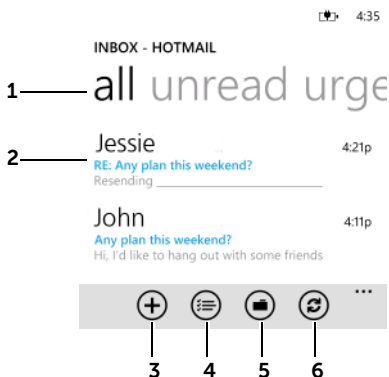 4:35
INBOX - HOTMAIL
1
all unread urge
Jessie
4:21p
2
RE: Any plan this weekend?
Resending
John
4:11p
Any plan this weekend?
Hi, I'd like to hang out with some friends
...
3 4 5 6